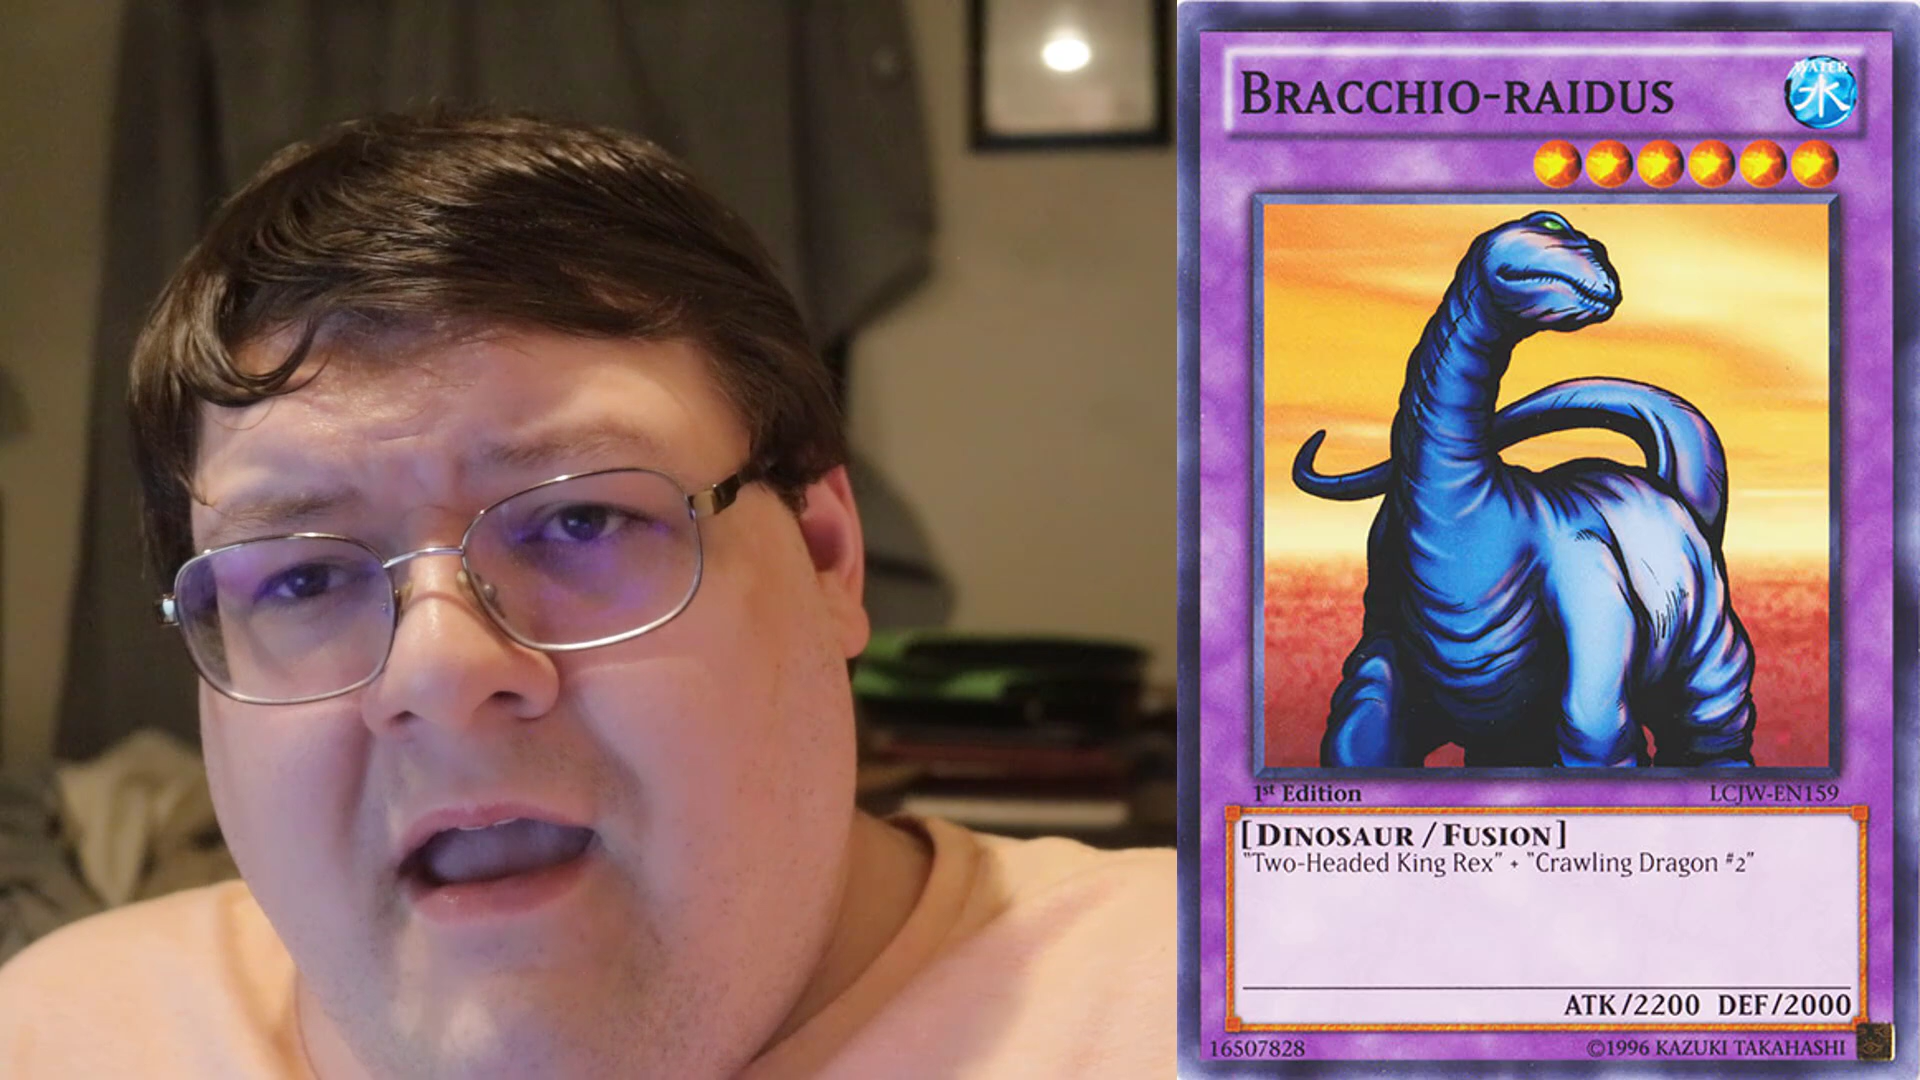 BRACCHIO-RAIDUS
WATER
水
1st Edition
LCJW-EN159
[DINOSAUR/FUSION]
"Two-Headed King Rex" + "Crawling Dragon #2"
ATK/2200 DEF/2000
16507828
©1996 KAZUKI TAKAHASHI